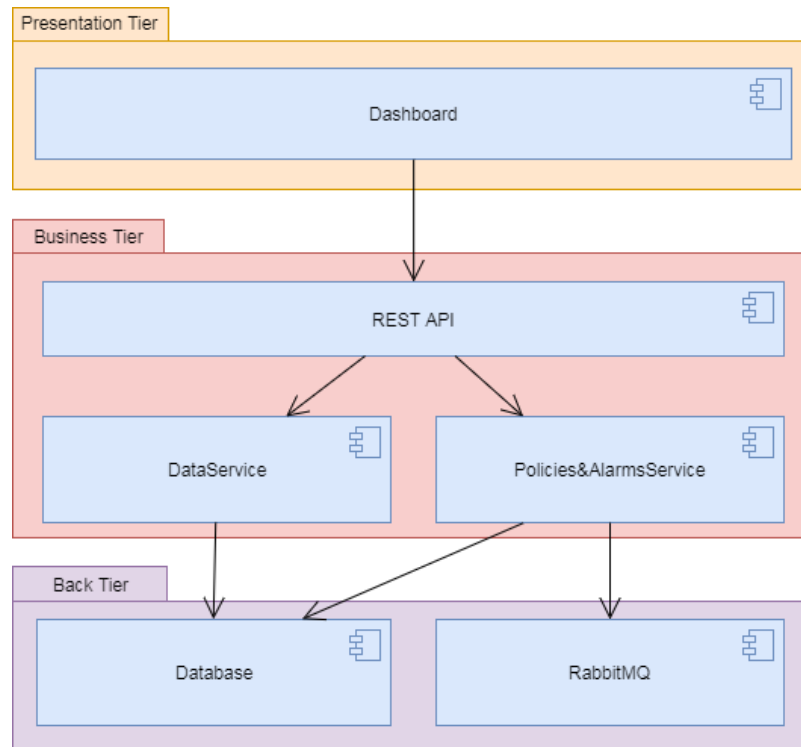 Presentation Tier
Dashboard
Business Tier
REST API
DataService
Policies&AlarmsService
Back Tier
Database
RabbitMQ